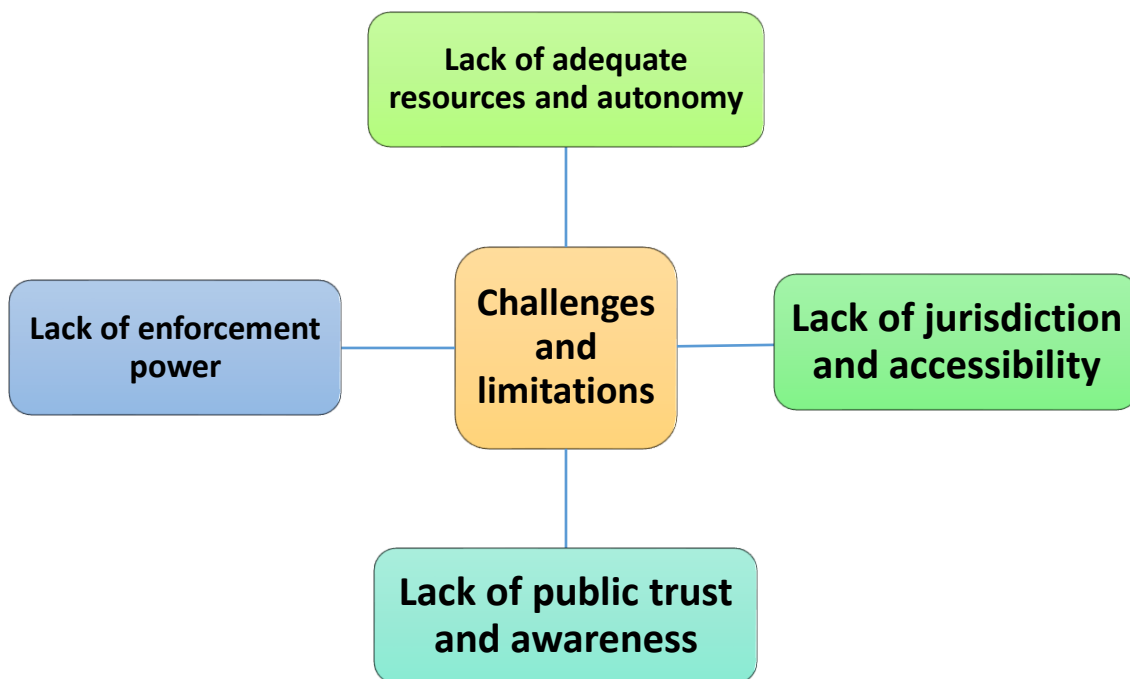 Lack of adequate
resources and autonomy
Lack of enforcement
power
Challenges
and
limitations
Lack of jurisdiction
and accessibility
Lack of public trust
and awareness